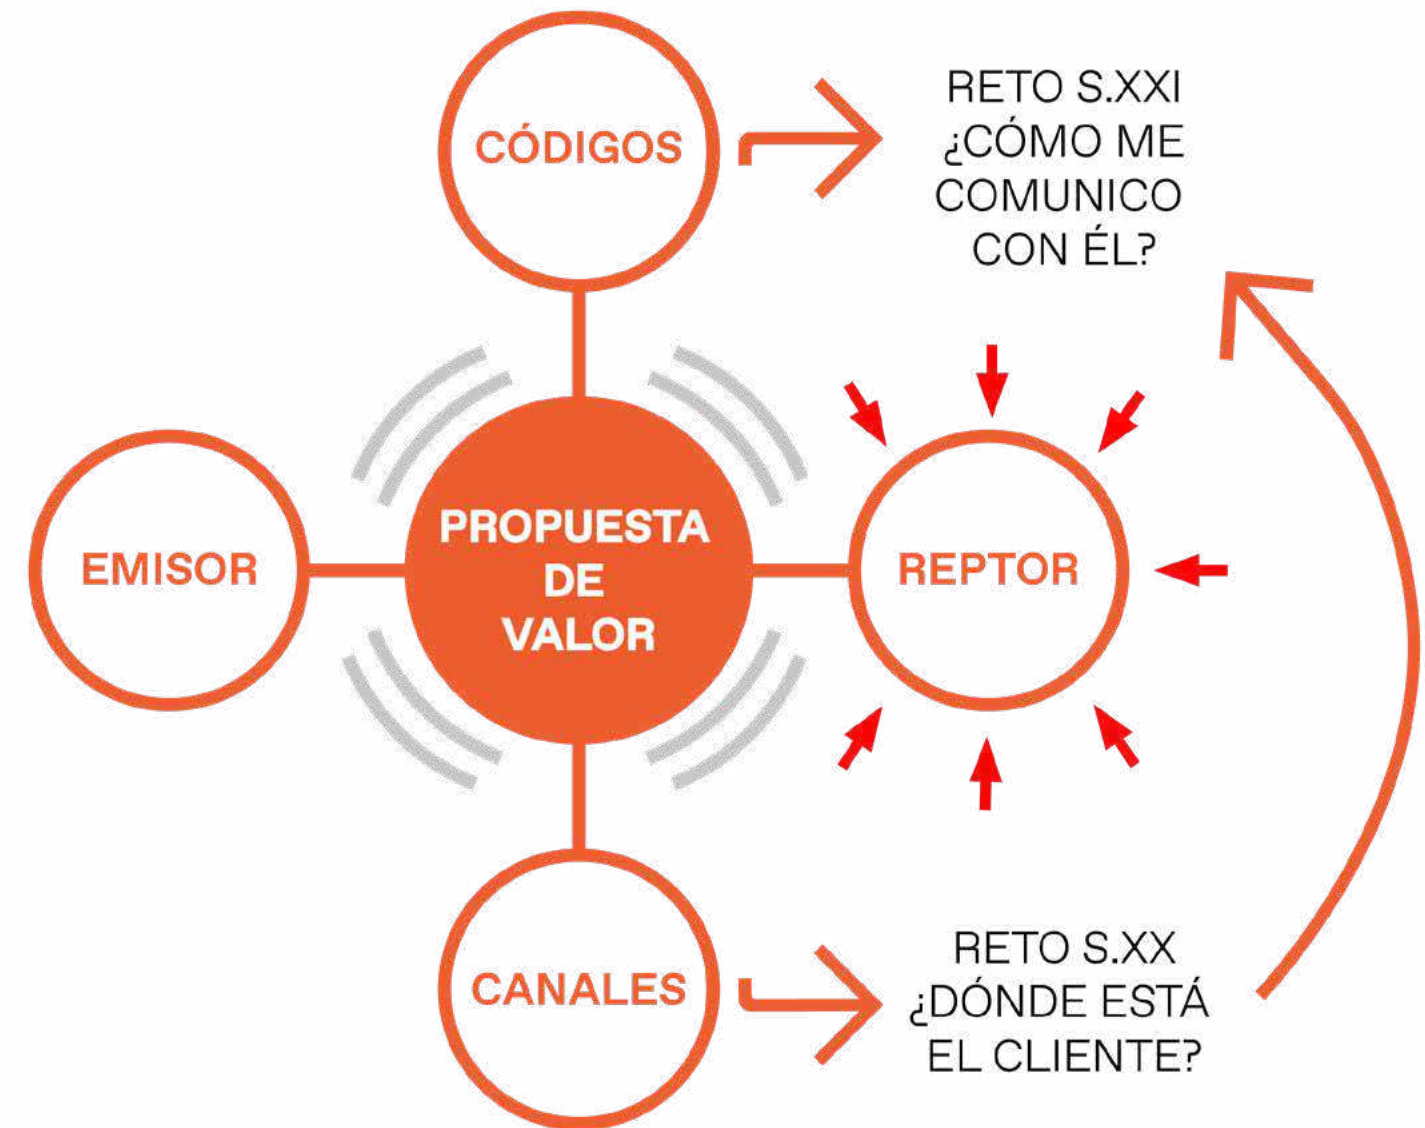 CÓDIGOS
RETO S.XXI
¿CÓMO ME
COMUNICO
CON ÉL?
EMISOR
PROPUESTA
DE
VALOR
REPTOR
CANALES
RETO S.XX
¿DÓNDE ESTÁ
EL CLIENTE?